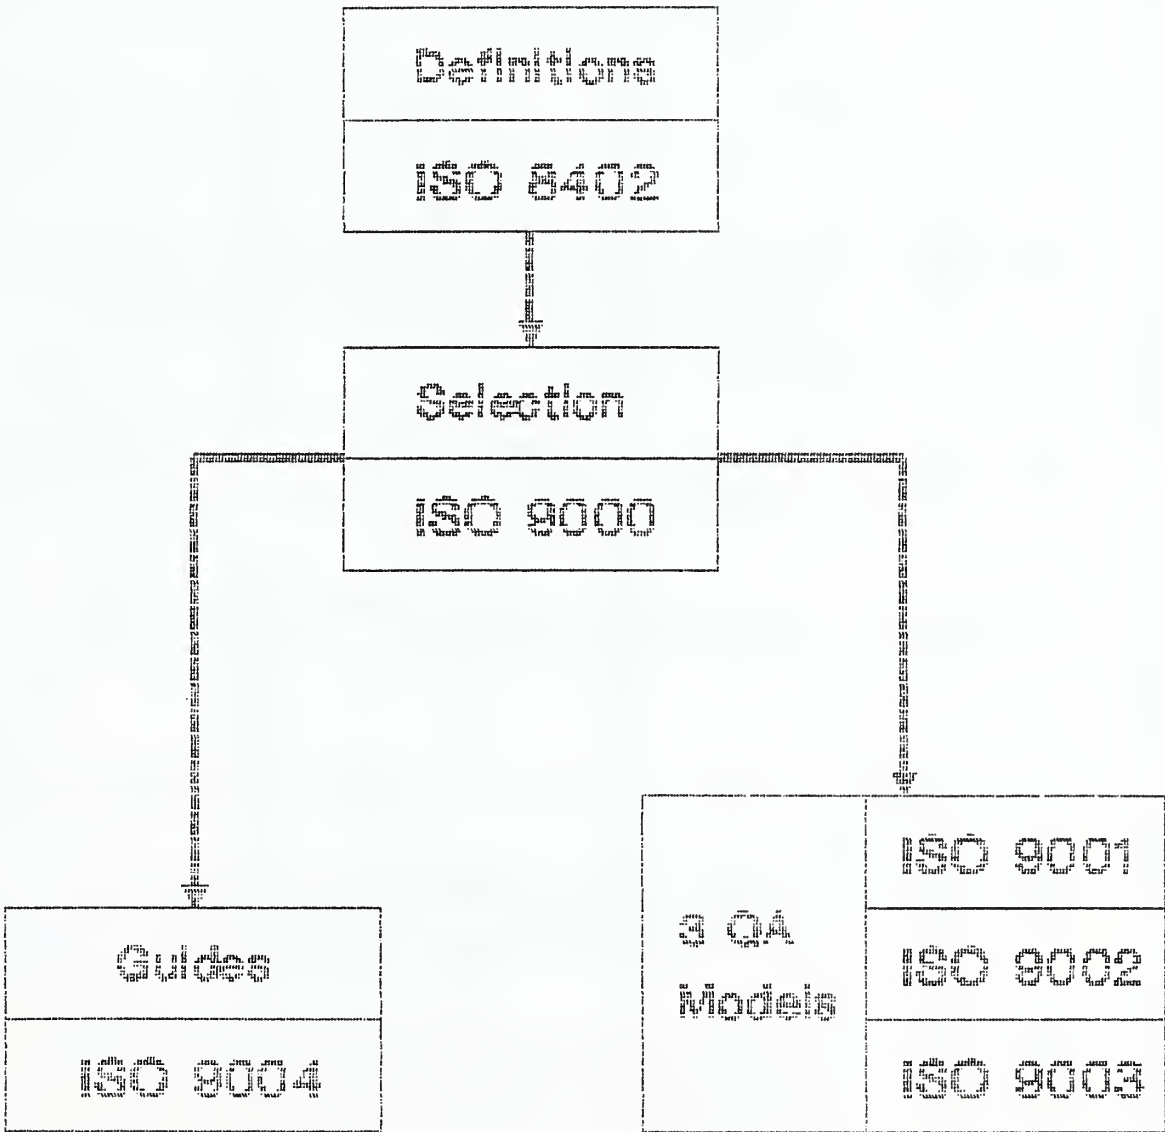 Definitions
ISO 8402
Selection
ISO 9000
Guides
ISO 9004
3 QA
Models
ISO 9001
ISO 9002
ISO 9003